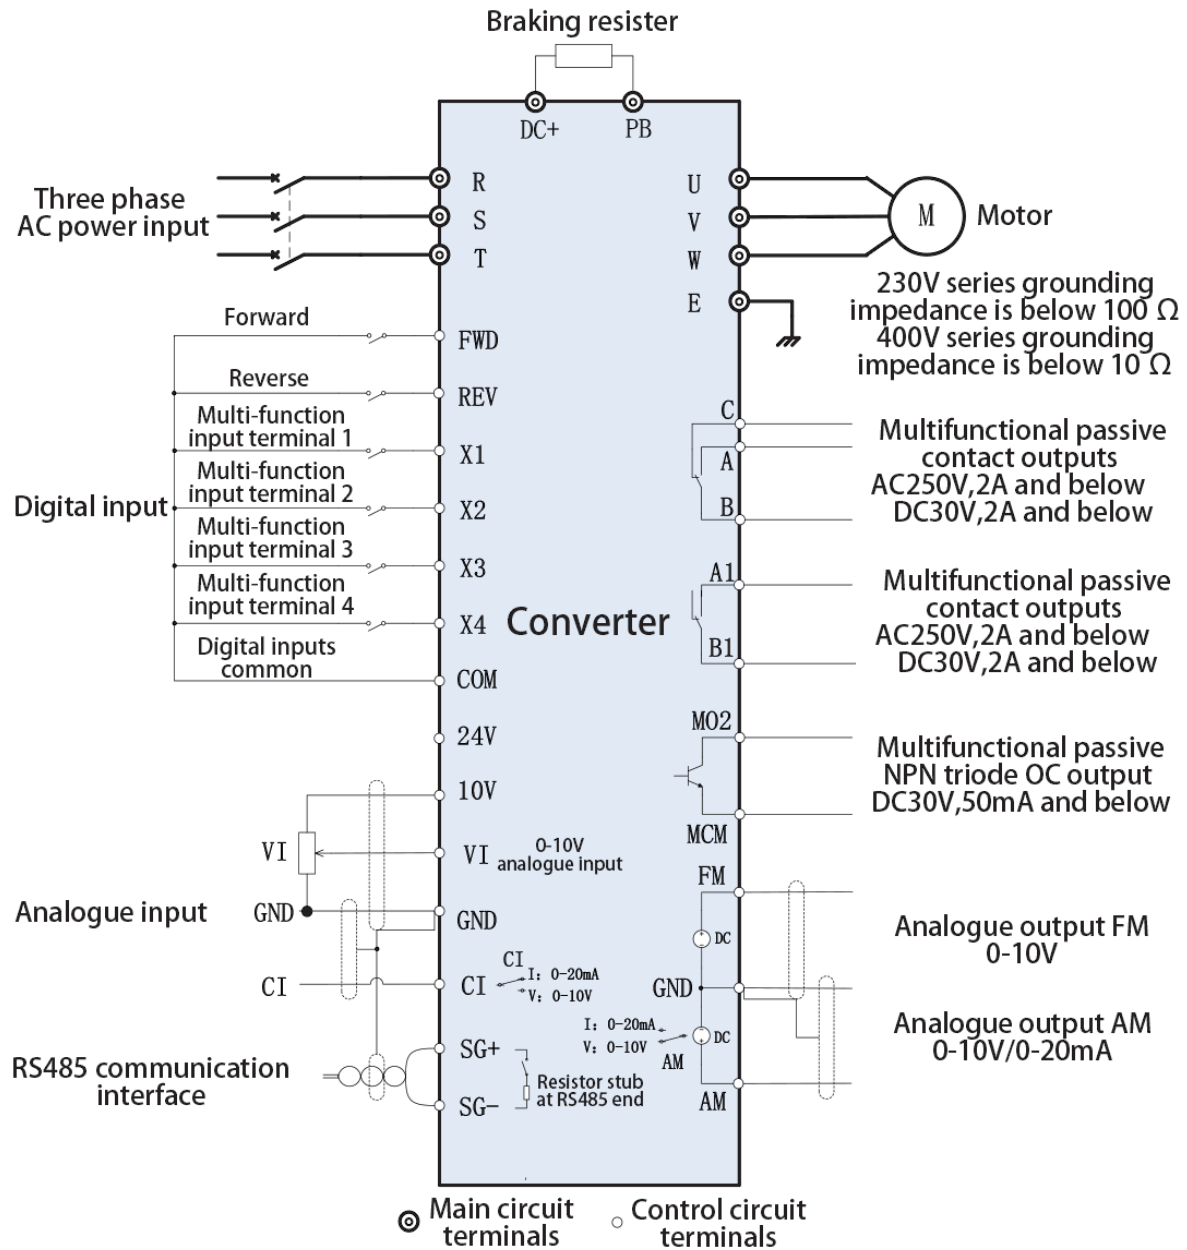 Braking resister
DC+
PB
Three phase
AC power input
R
S
T
U
V
W
E
M
Motor
230V series grounding
impedance is below 100 Ω
400V series grounding
impedance is below 10 Ω
Digital input
Forward
FWD
Reverse
REV
Multi-function
input terminal 1
X1
Multi-function
input terminal 2
X2
Multi-function
input terminal 3
X3
Multi-function
input terminal 4
X4
Digital inputs
common
COM
24V
Converter
C
A
B
Multifunctional passive
contact outputs
AC250V,2A and below
DC30V,2A and below
A1
B1
Multifunctional passive
contact outputs
AC250V,2A and below
DC30V,2A and below
MO2
MCM
Multifunctional passive
NPN triode OC output
DC30V,50mA and below
Analogue input
10V
VI
VI
0-10V
analogue input
GND
GND
CI
CI
CI
I: 0-20mA
V: 0-10V
RS485 communication
interface
SG+
SG-
Resistor stub
at RS485 end
FM
DC
GND
I: 0-20mA
V: 0-10V
AM
DC
AM
Analogue output FM
0-10V
Analogue output AM
0-10V/0-20mA
Main circuit
terminals
Control circuit
terminals